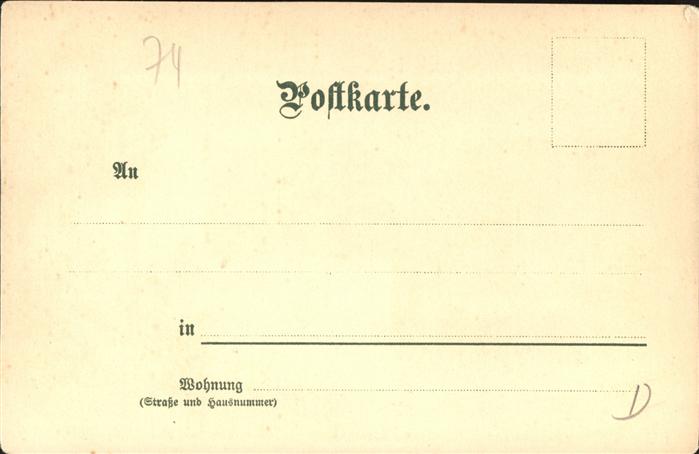 74
Postkarte.
An
in
Wohnung
(Straße und Hausnummer)
D